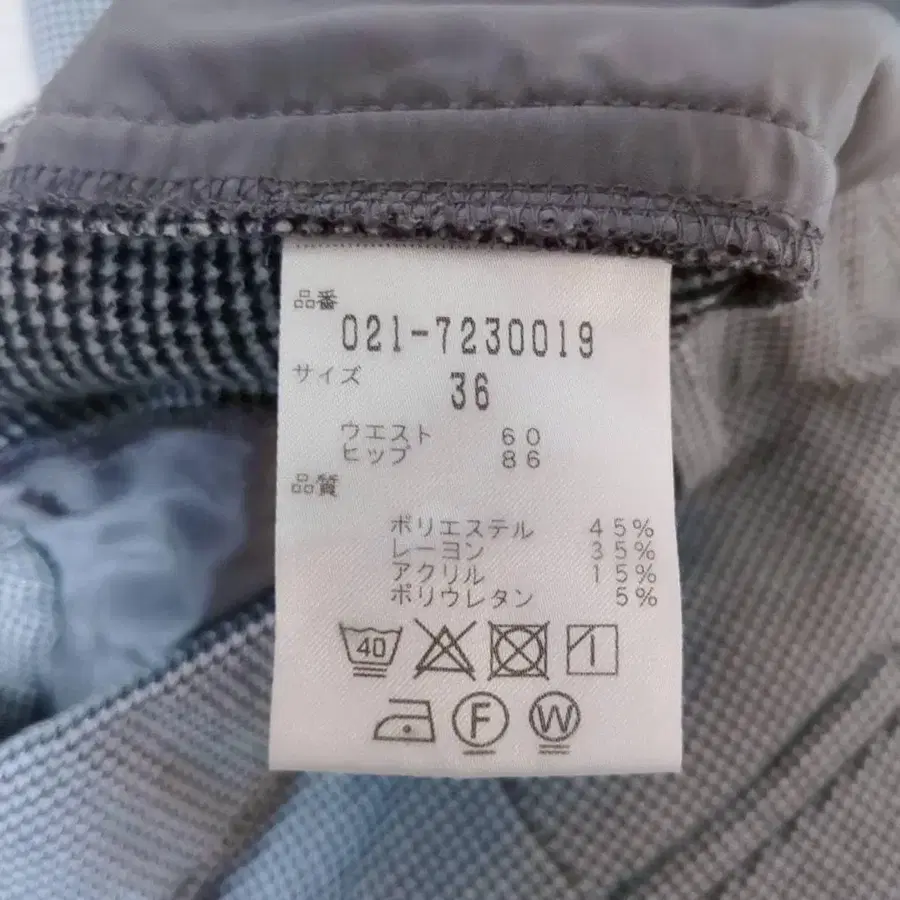 品番
021-7230019
サイズ
36
ウエスト 60
ヒップ 86
品質
ポリエステル 45%
レーヨン 35%
アクリル 15%
ポリウレタン 5%
40
F W